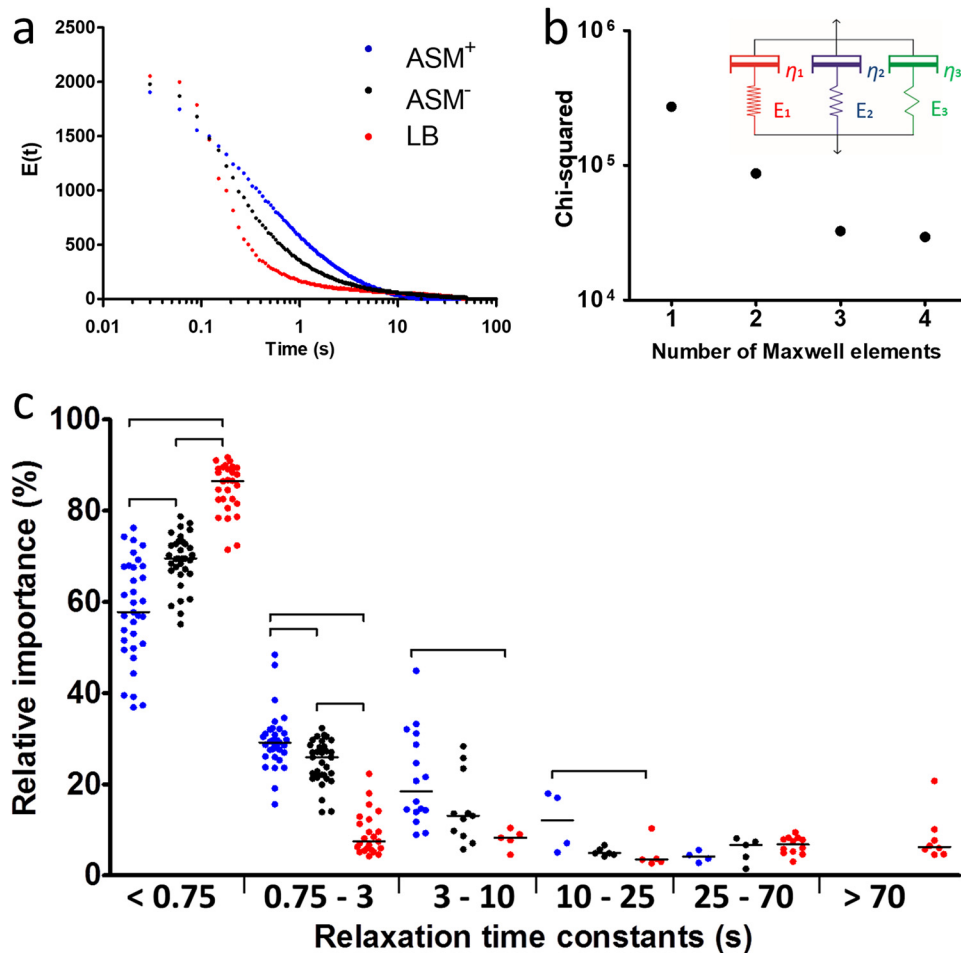 a
2500
2000
1500
1000
500
0
E(t)
0.01 0.1 1 10 100
Time (s)
ASM+
ASM-
LB
b
10⁶
10⁵
10⁴
Chi-squared
η1 η2 η3
E1 E2 E3
1 2 3 4
Number of Maxwell elements
c
100
80
60
40
20
0
Relative importance (%)
< 0.75 0.75 - 3 3 - 10 10 - 25 25 - 70 > 70
Relaxation time constants (s)